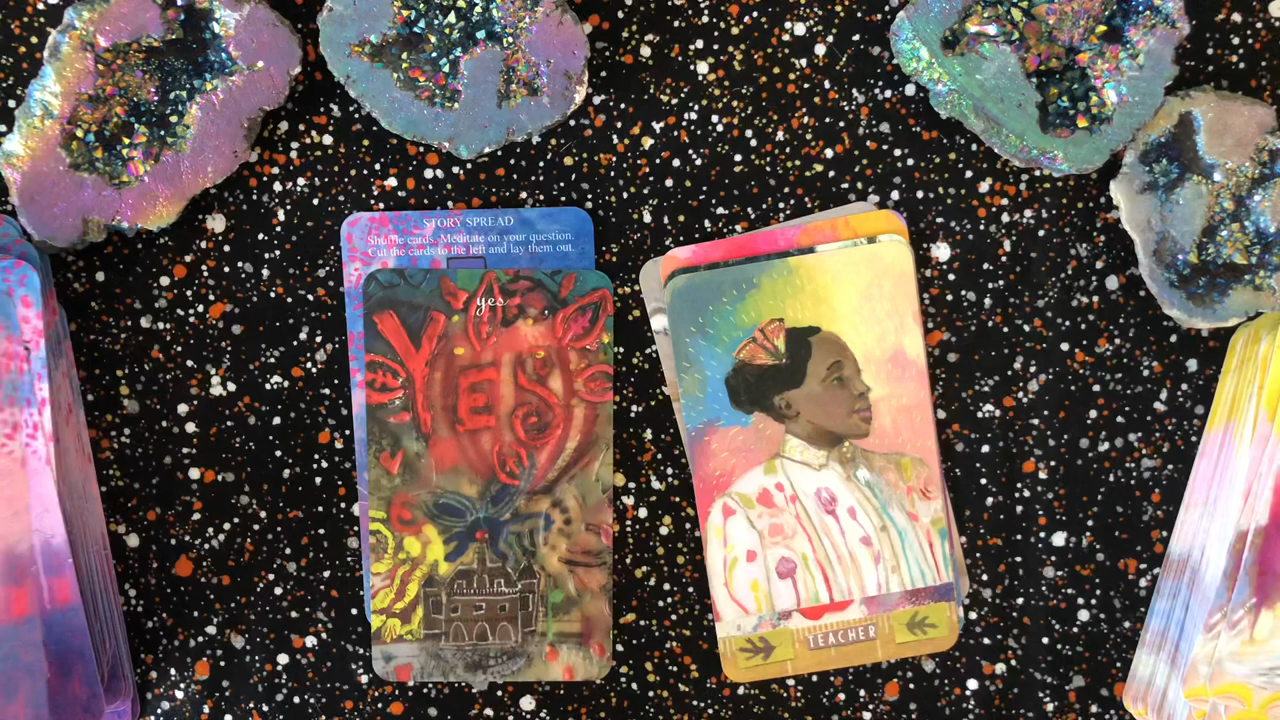 STORY SPREAD
Shuffle cards. Meditate on your question.
Cut the cards to the left and lay them out.
yes
YES
TEACHER